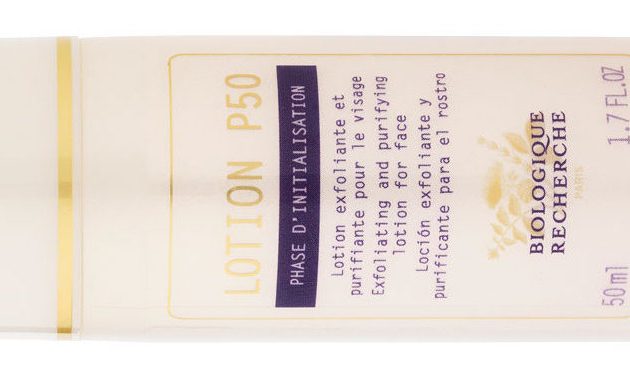 LOTION P50
PHASE D'INITIALISATION
Lotion exfoliante et
purifiante pour le visage
Exfoliating and purifying
lotion for face
Loción exfoliante y
purificante para el rostro
BIOLOGIQUE
RECHERCHE
PARIS
50ml 1.7 FL.OZ